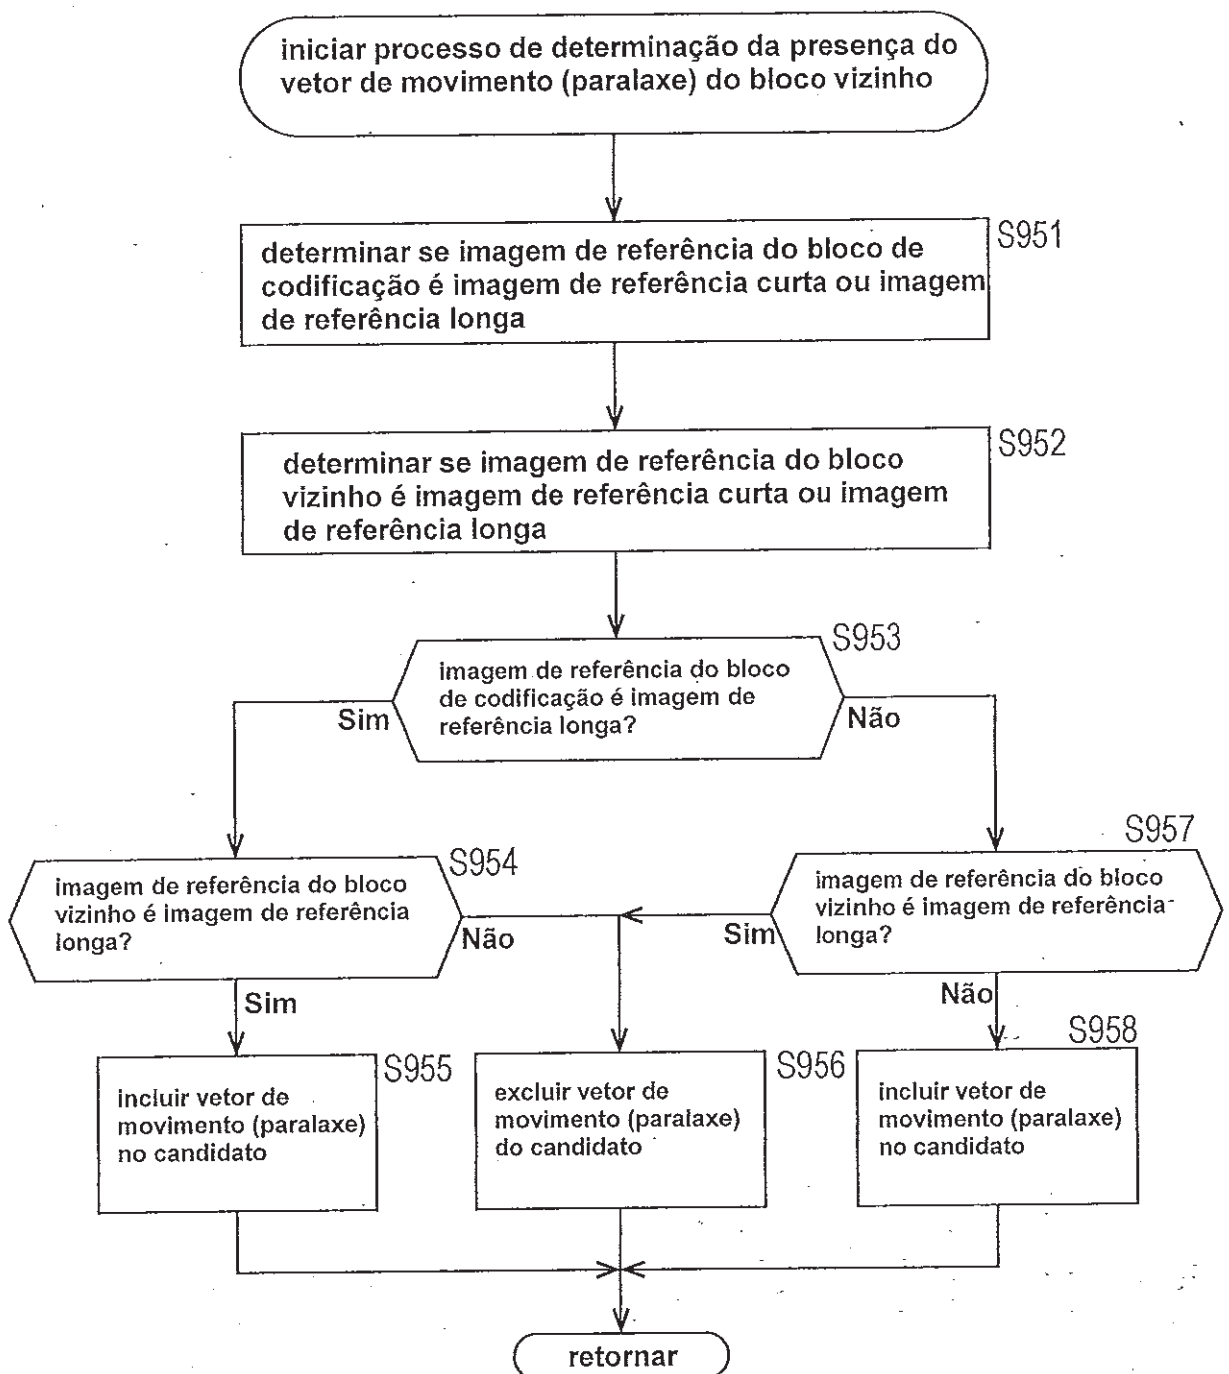 iniciar processo de determinação da presença do
vetor de movimento (paralaxe) do bloco vizinho
S951
determinar se imagem de referência do bloco de
codificação é imagem de referência curta ou imagem
de referência longa
S952
determinar se imagem de referência do bloco
vizinho é imagem de referência curta ou imagem
de referência longa
S953
imagem de referência do bloco
de codificação é imagem de
referência longa?
Sim
Não
S954
imagem de referência do bloco
vizinho é imagem de referência
longa?
Não
Sim
S957
imagem de referência do bloco
vizinho é imagem de referência
longa?
Sim
Não
S955
incluir vetor de
movimento (paralaxe)
no candidato
S956
excluir vetor de
movimento (paralaxe)
do candidato
S958
incluir vetor de
movimento (paralaxe)
no candidato
retornar